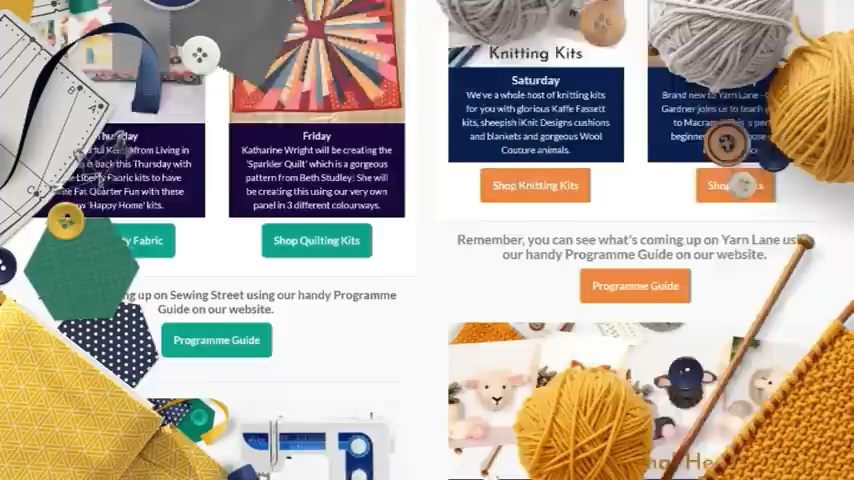 Friday
Katharine Wright will be creating the
'Sparkler Quilt' which is a gorgeous
pattern from Beth Studley! She will
be creating this using our very own
panel in 3 different colourways.
from Living in
is back this Thursday with
Liberty Fabric kits to have
Fat Quarter Fun with these
new 'Happy Home' kits.
Fabric
Shop Quilting Kits
up on Sewing Street using our handy Programme
Guide on our website.
Programme Guide
Knitting Kits
Saturday
We've a whole host of knitting kits
for you with glorious Kaffe Fassett
kits, sheepish iKnit Designs cushions
and blankets and gorgeous Wool
Couture animals.
Brand new to Yarn Lane
Gardner joins us to teach
to Macram
beginne
Shop Knitting Kits
Shop
Remember, you can see what's coming up on Yarn Lane
our handy Programme Guide on our website.
Programme Guide